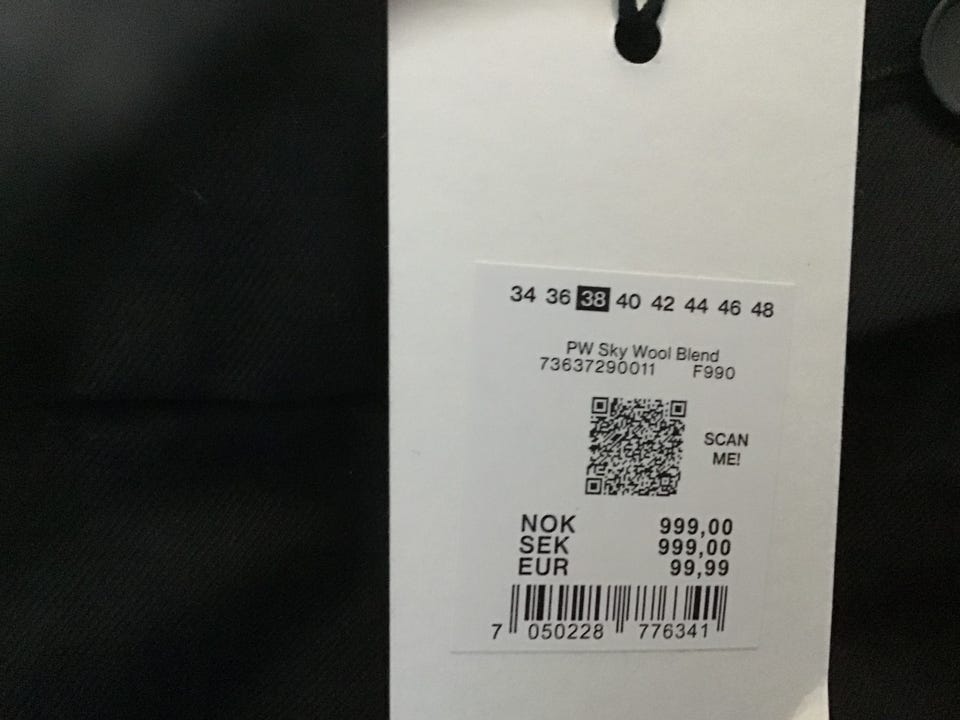 34 36 38 40 42 44 46 48
PW Sky Wool Blend
73637290011 F990
SCAN
ME!
NOK 999,00
SEK 999,00
EUR 99,99
7 050228 776341